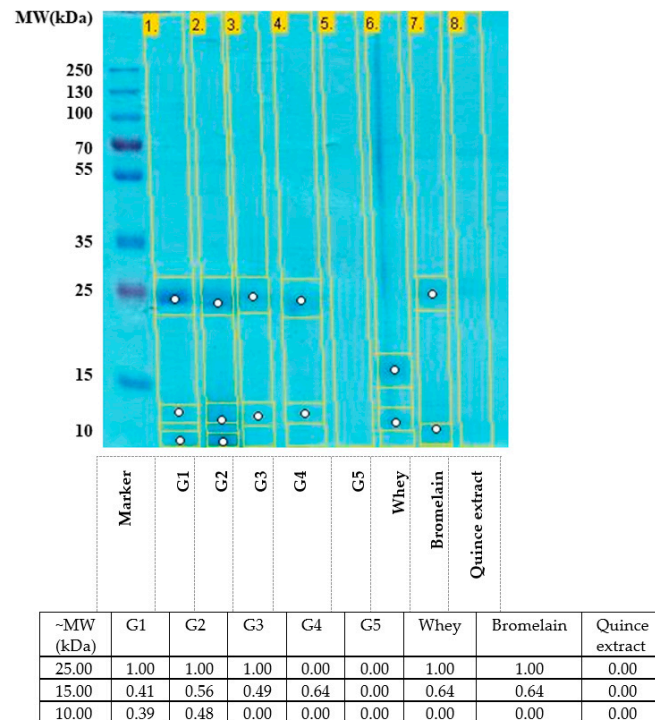 MW(kDa)
1. 2. 3. 4. 5. 6. 7. 8.
250
130
100
70
55
35
25
15
10
Marker
G1
G2
G3
G4
G5
Whey
Bromelain
Quince extract
~MW (kDa) G1 G2 G3 G4 G5 Whey Bromelain Quince extract
25.00 1.00 1.00 1.00 0.00 0.00 1.00 1.00 0.00
15.00 0.41 0.56 0.49 0.64 0.00 0.64 0.64 0.00
10.00 0.39 0.48 0.00 0.00 0.00 0.00 0.00 0.00